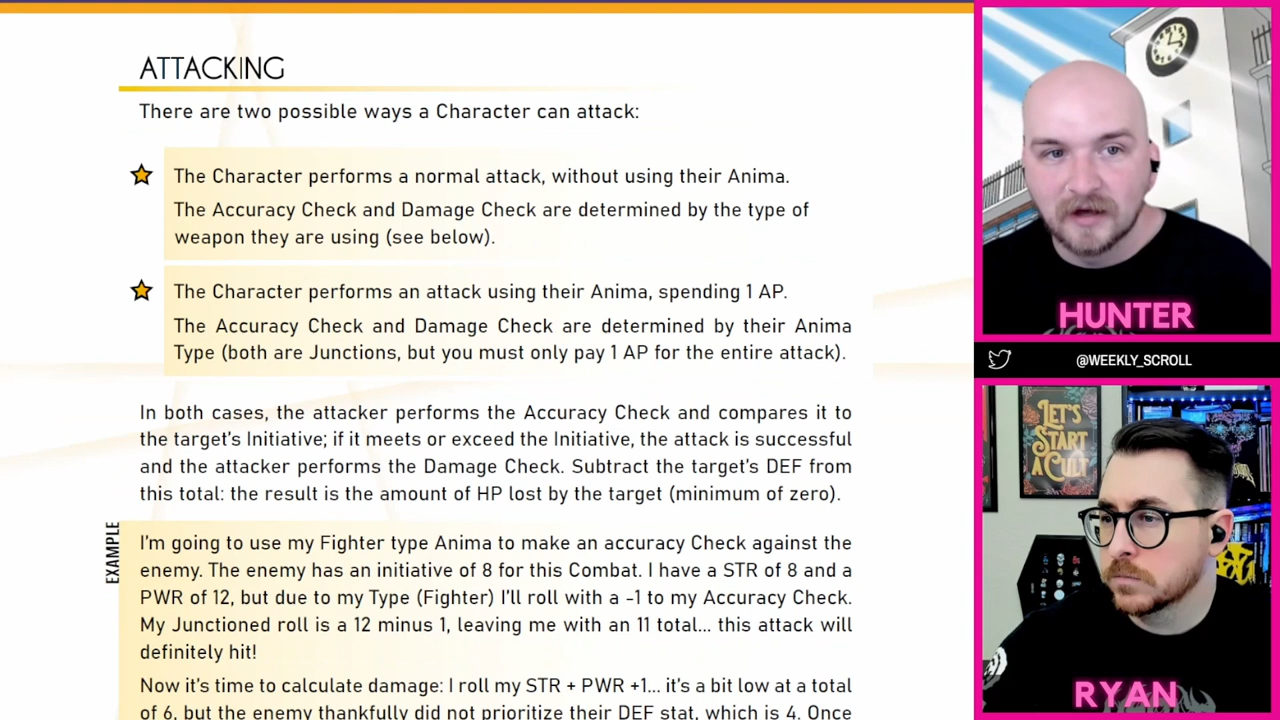 ATTACKING
There are two possible ways a Character can attack:
The Character performs a normal attack, without using their Anima.
The Accuracy Check and Damage Check are determined by the type of
weapon they are using (see below).
The Character performs an attack using their Anima, spending 1 AP.
The Accuracy Check and Damage Check are determined by their Anima
Type (both are Junctions, but you must only pay 1 AP for the entire attack).
In both cases, the attacker performs the Accuracy Check and compares it to
the target's Initiative; if it meets or exceed the Initiative, the attack is successful
and the attacker performs the Damage Check. Subtract the target's DEF from
this total: the result is the amount of HP lost by the target (minimum of zero).
EXAMPLE
I'm going to use my Fighter type Anima to make an accuracy Check against the
enemy. The enemy has an initiative of 8 for this Combat. I have a STR of 8 and a
PWR of 12, but due to my Type (Fighter) I'll roll with a -1 to my Accuracy Check.
My Junctioned roll is a 12 minus 1, leaving me with an 11 total... this attack will
definitely hit!
Now it's time to calculate damage: I roll my STR + PWR +1... it's a bit low at a total
of 6, but the enemy thankfully did not prioritize their DEF stat, which is 4. Once
HUNTER
@WEEKLY_SCROLL
LET'S
START
A CULT
RYAN